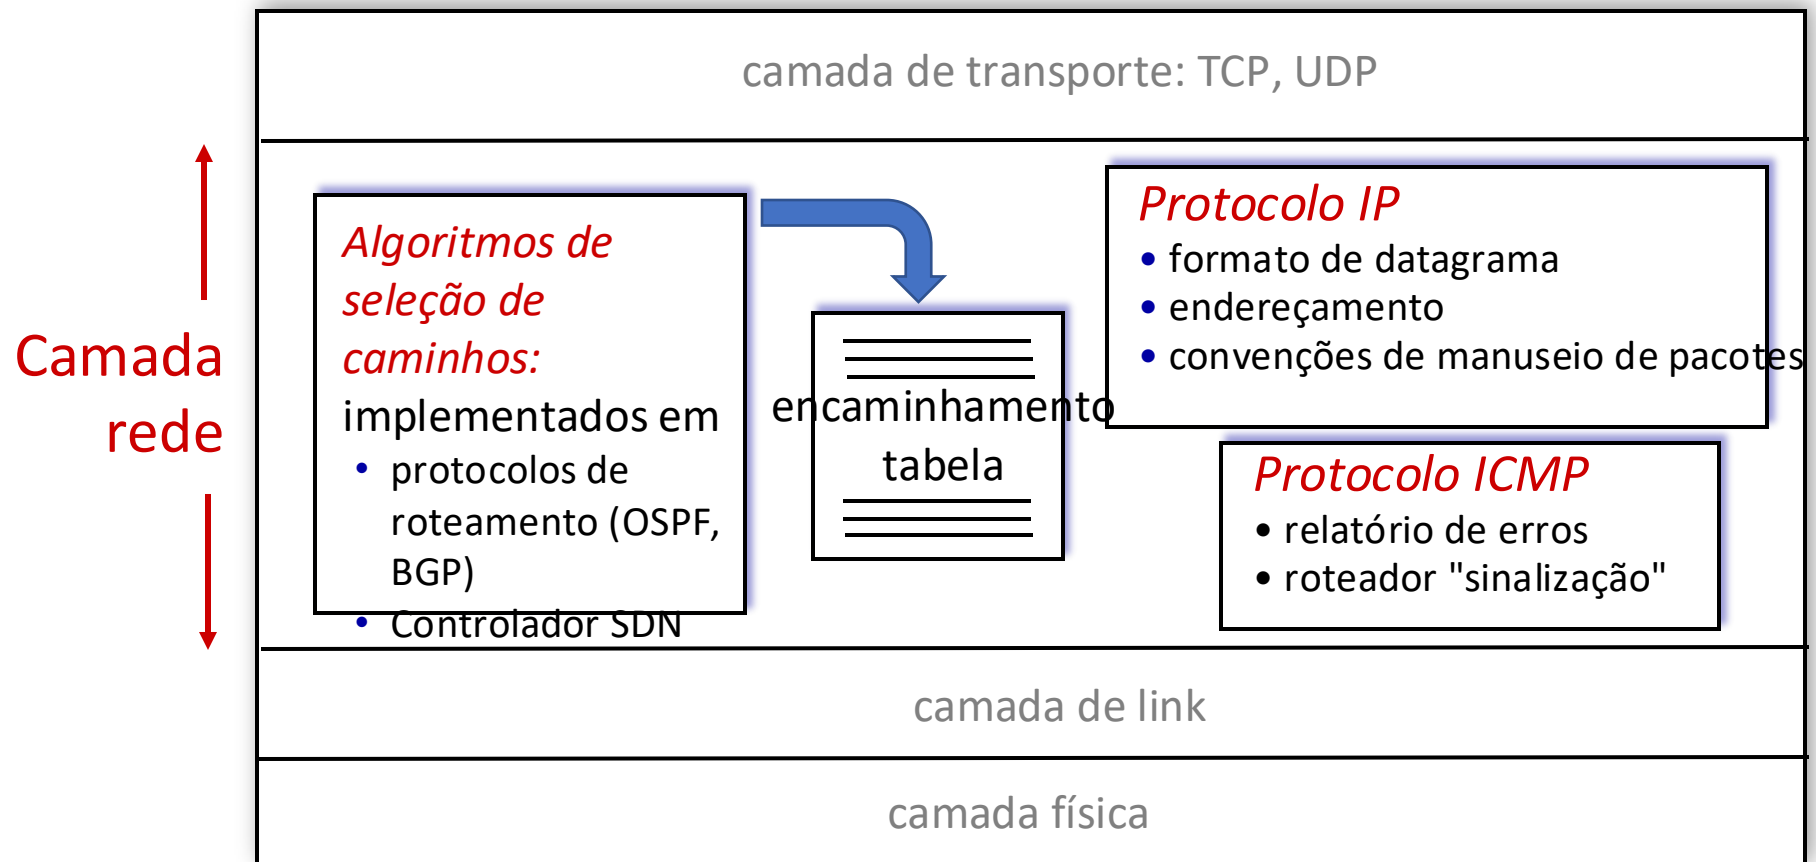 camada de transporte: TCP, UDP
Camada
rede
Algoritmos de
seleção de
caminhos:
implementados em
• protocolos de
roteamento (OSPF,
BGP)
• Controlador SDN
encaminhamento
tabela
Protocolo IP
• formato de datagrama
• endereçamento
• convenções de manuseio de pacotes
Protocolo ICMP
• relatório de erros
• roteador "sinalização"
camada de link
camada física